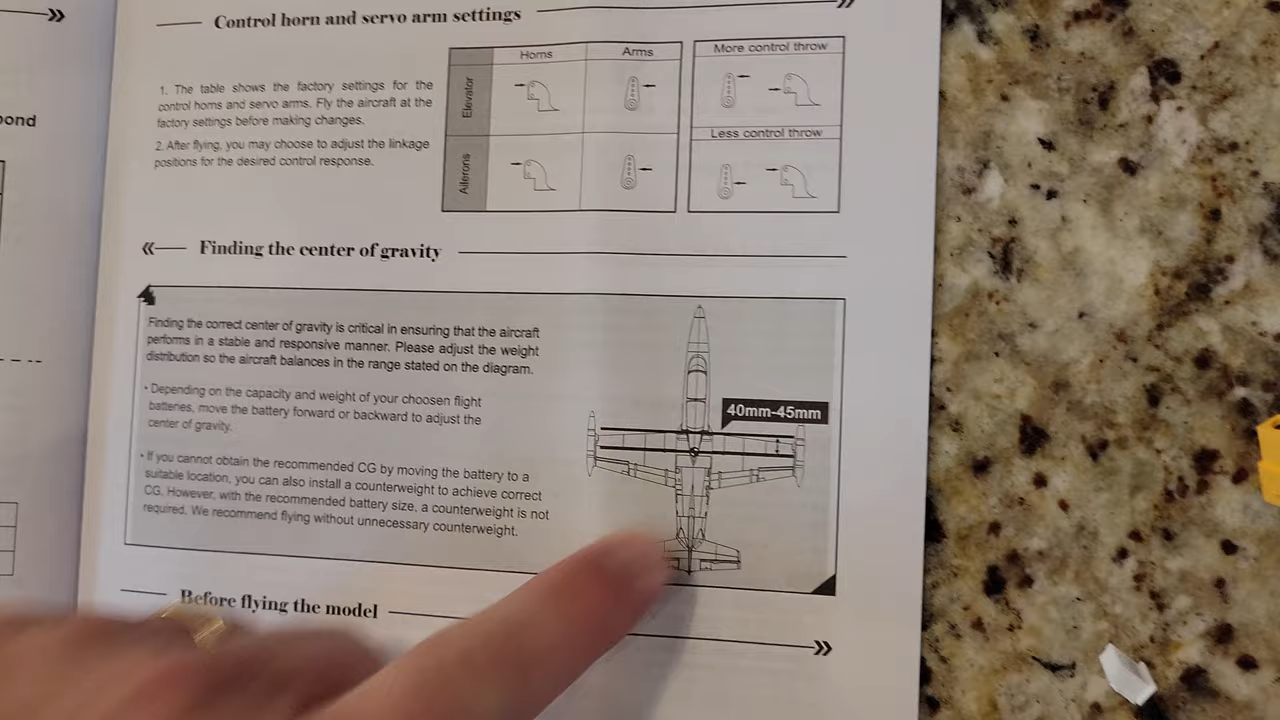 Control horn and servo arm settings
1. The table shows the factory settings for the
control horns and servo arms. Fly the aircraft at the
factory settings before making changes.
2. After flying, you may choose to adjust the linkage
positions for the desired control response.
Horns Arms
Elevator
Ailerons
More control throw
Less control throw
Finding the center of gravity
Finding the correct center of gravity is critical in ensuring that the aircraft
performs in a stable and responsive manner. Please adjust the weight
distribution so the aircraft balances in the range stated on the diagram.
• Depending on the capacity and weight of your choosen flight
batteries, move the battery forward or backward to adjust the
center of gravity.
• If you cannot obtain the recommended CG by moving the battery to a
suitable location, you can also install a counterweight to achieve correct
CG. However, with the recommended battery size, a counterweight is not
required. We recommend flying without unnecessary counterweight.
40mm-45mm
Before flying the model